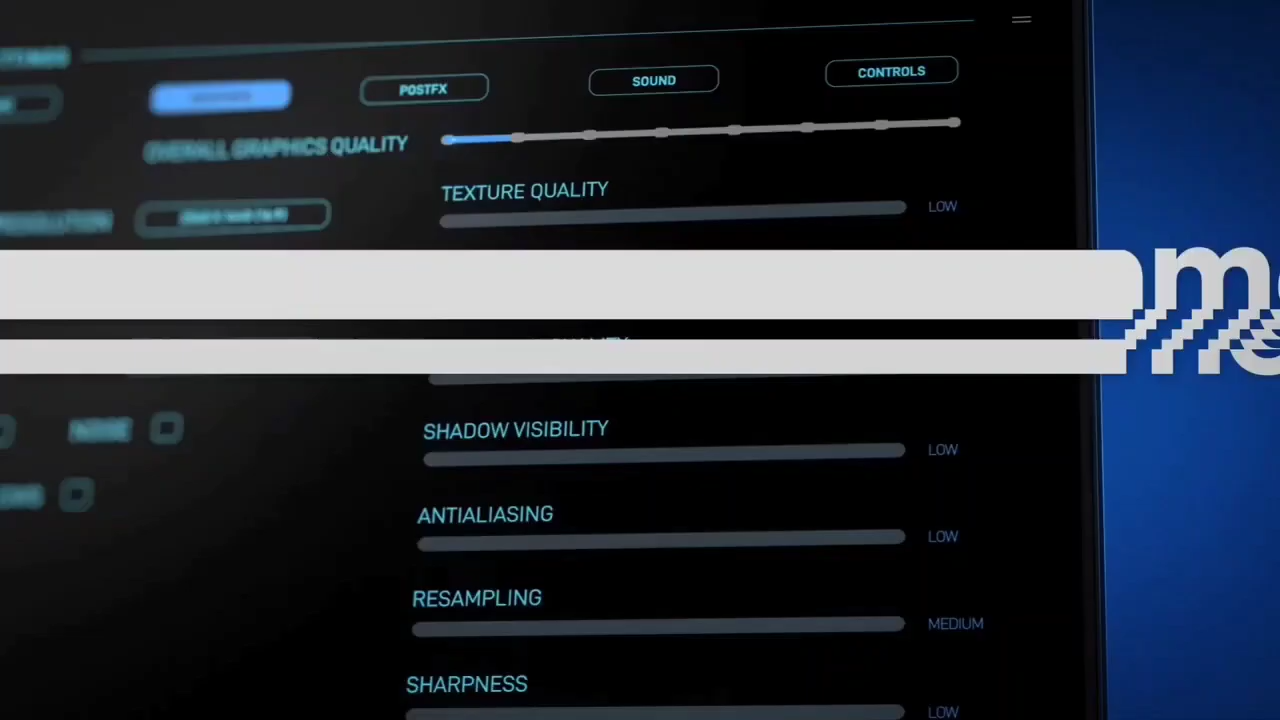 POSTFX
SOUND
CONTROLS
OVERALL GRAPHICS QUALITY
TEXTURE QUALITY
LOW
SHADOW VISIBILITY
LOW
ANTIALIASING
LOW
RESAMPLING
MEDIUM
SHARPNESS
LOW